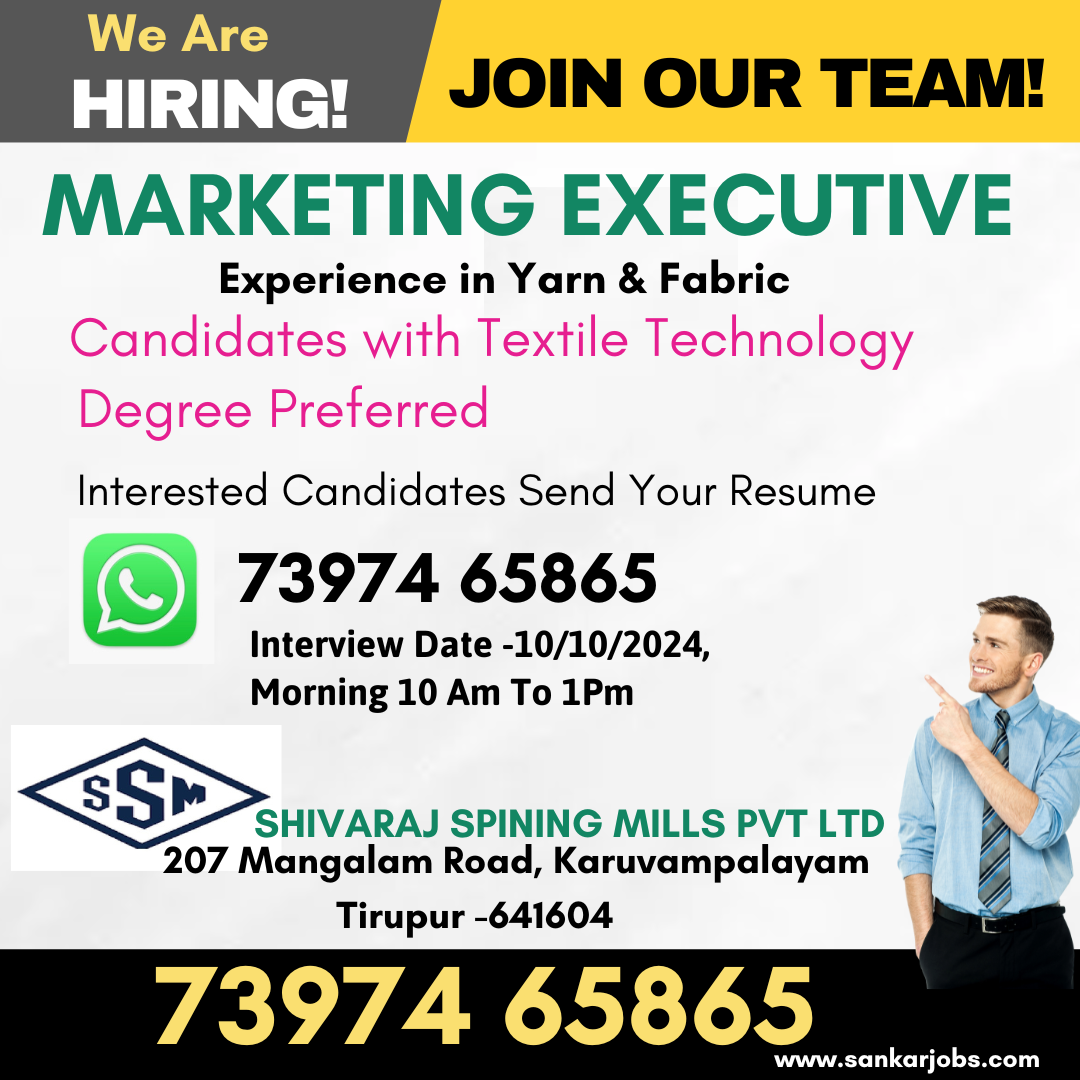 We Are
HIRING!
JOIN OUR TEAM!
MARKETING EXECUTIVE
Experience in Yarn & Fabric
Candidates with Textile Technology
Degree Preferred
Interested Candidates Send Your Resume
73974 65865
Interview Date -10/10/2024,
Morning 10 Am To 1Pm
SSM
SHIVARAJ SPINING MILLS PVT LTD
207 Mangalam Road, Karuvampalayam
Tirupur -641604
73974 65865
www.sankarjobs.com